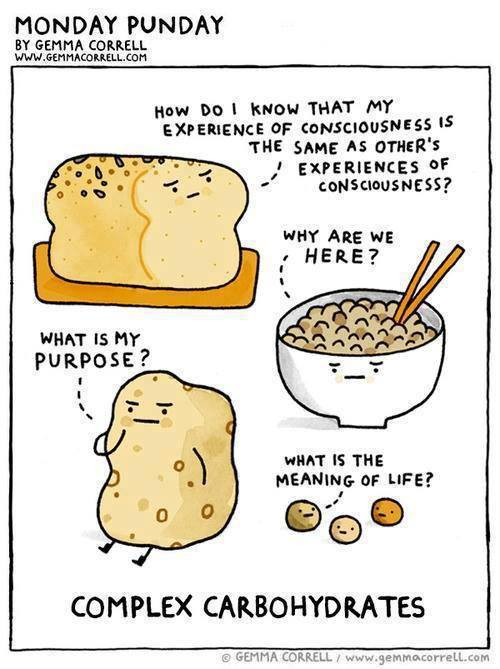 MONDAY PUNDAY
BY GEMMA CORRELL
WWW.GEMMACORRELL.COM
HOW DO I KNOW THAT MY
EXPERIENCE OF CONSCIOUSNESS IS
THE SAME AS OTHER'S
EXPERIENCES OF
CONSCIOUSNESS?
WHY ARE WE
HERE?
WHAT IS MY
PURPOSE?
WHAT IS THE
MEANING OF LIFE?
COMPLEX CARBOHYDRATES
© GEMMA CORRELL / www.gemmacorrell.com